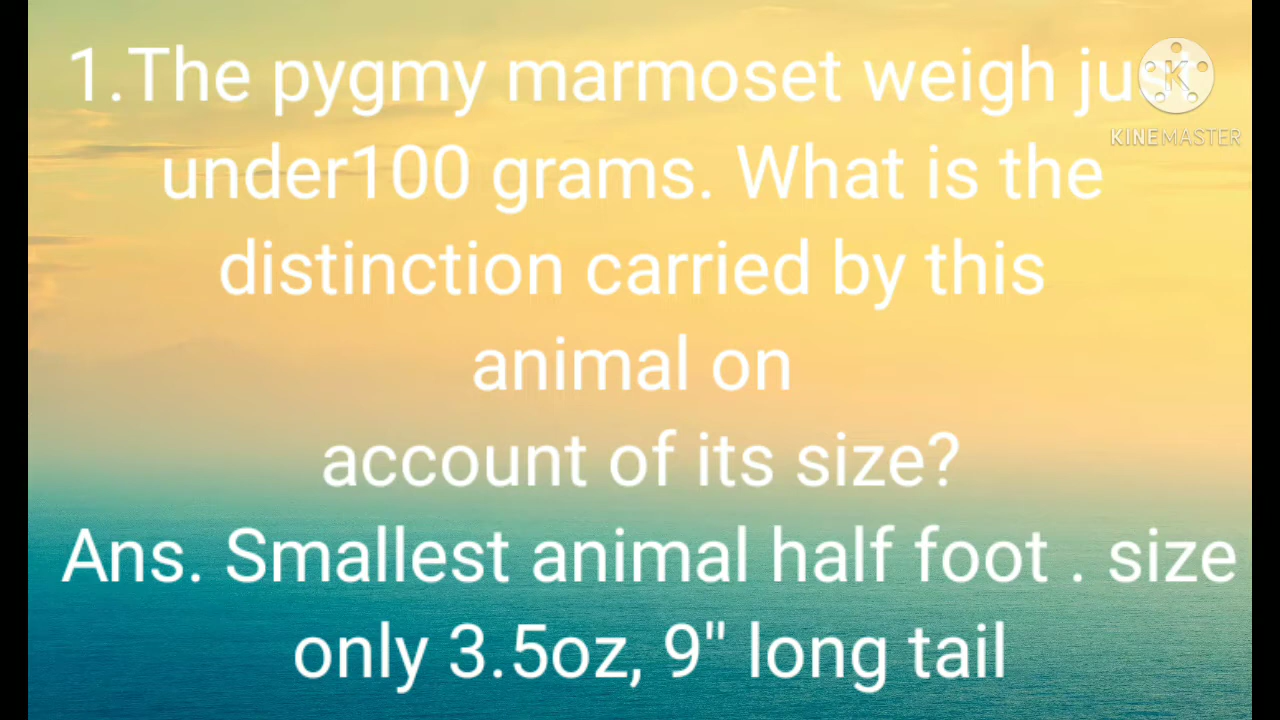 1.The pygmy marmoset weigh just
under100 grams. What is the
distinction carried by this
animal on
account of its size?
Ans. Smallest animal half foot . size
only 3.5oz, 9" long tail
K
KINEMASTER